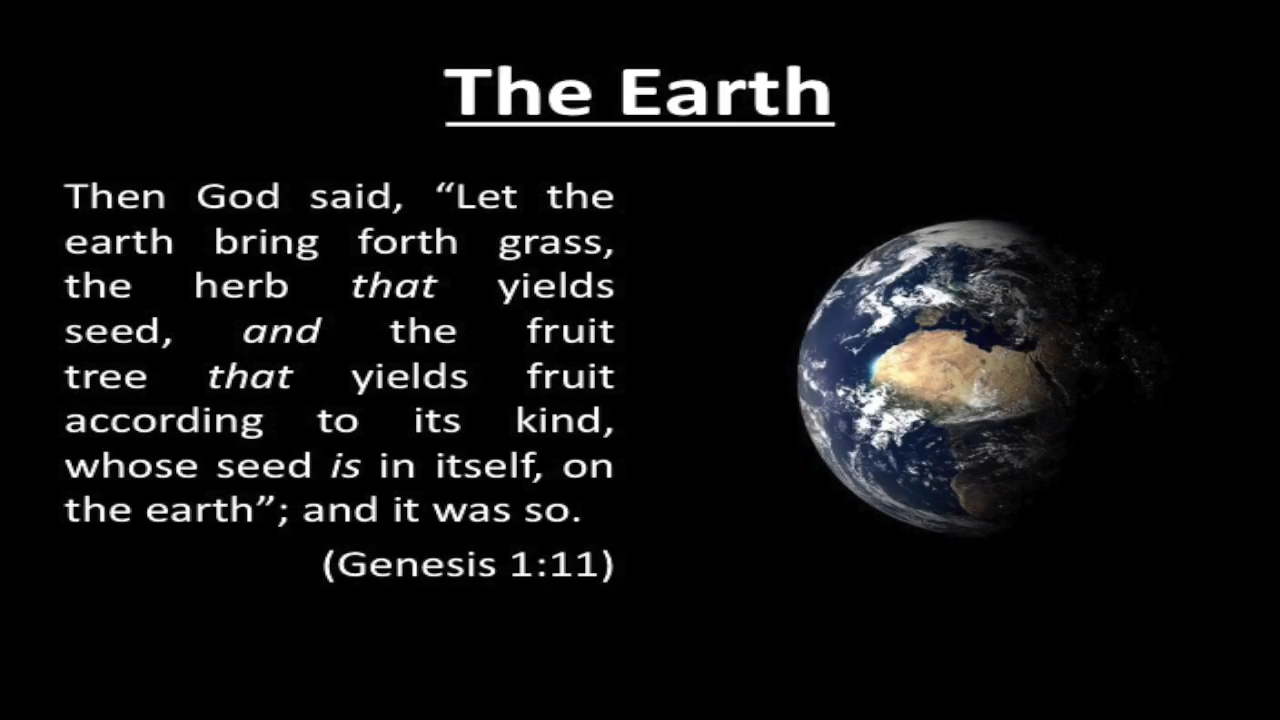 The Earth
Then God said, “Let the
earth bring forth grass,
the herb that yields
seed, and the fruit
tree that yields fruit
according to its kind,
whose seed is in itself, on
the earth”; and it was so.
(Genesis 1:11)